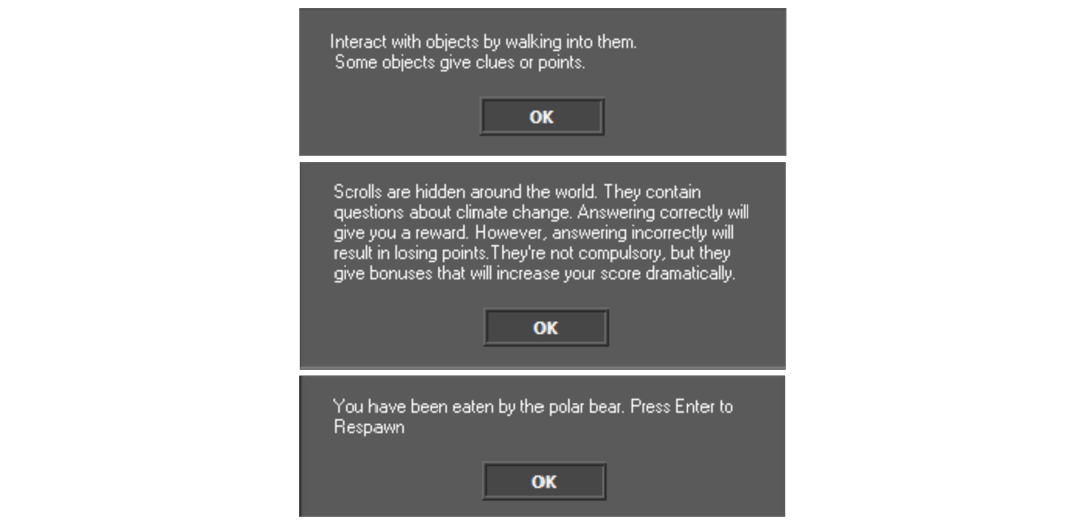 Interact with objects by walking into them.
Some objects give clues or points.
OK
Scrolls are hidden around the world. They contain
questions about climate change. Answering correctly will
give you a reward. However, answering incorrectly will
result in losing points.They're not compulsory, but they
give bonuses that will increase your score dramatically.
OK
You have been eaten by the polar bear. Press Enter to
Respawn
OK